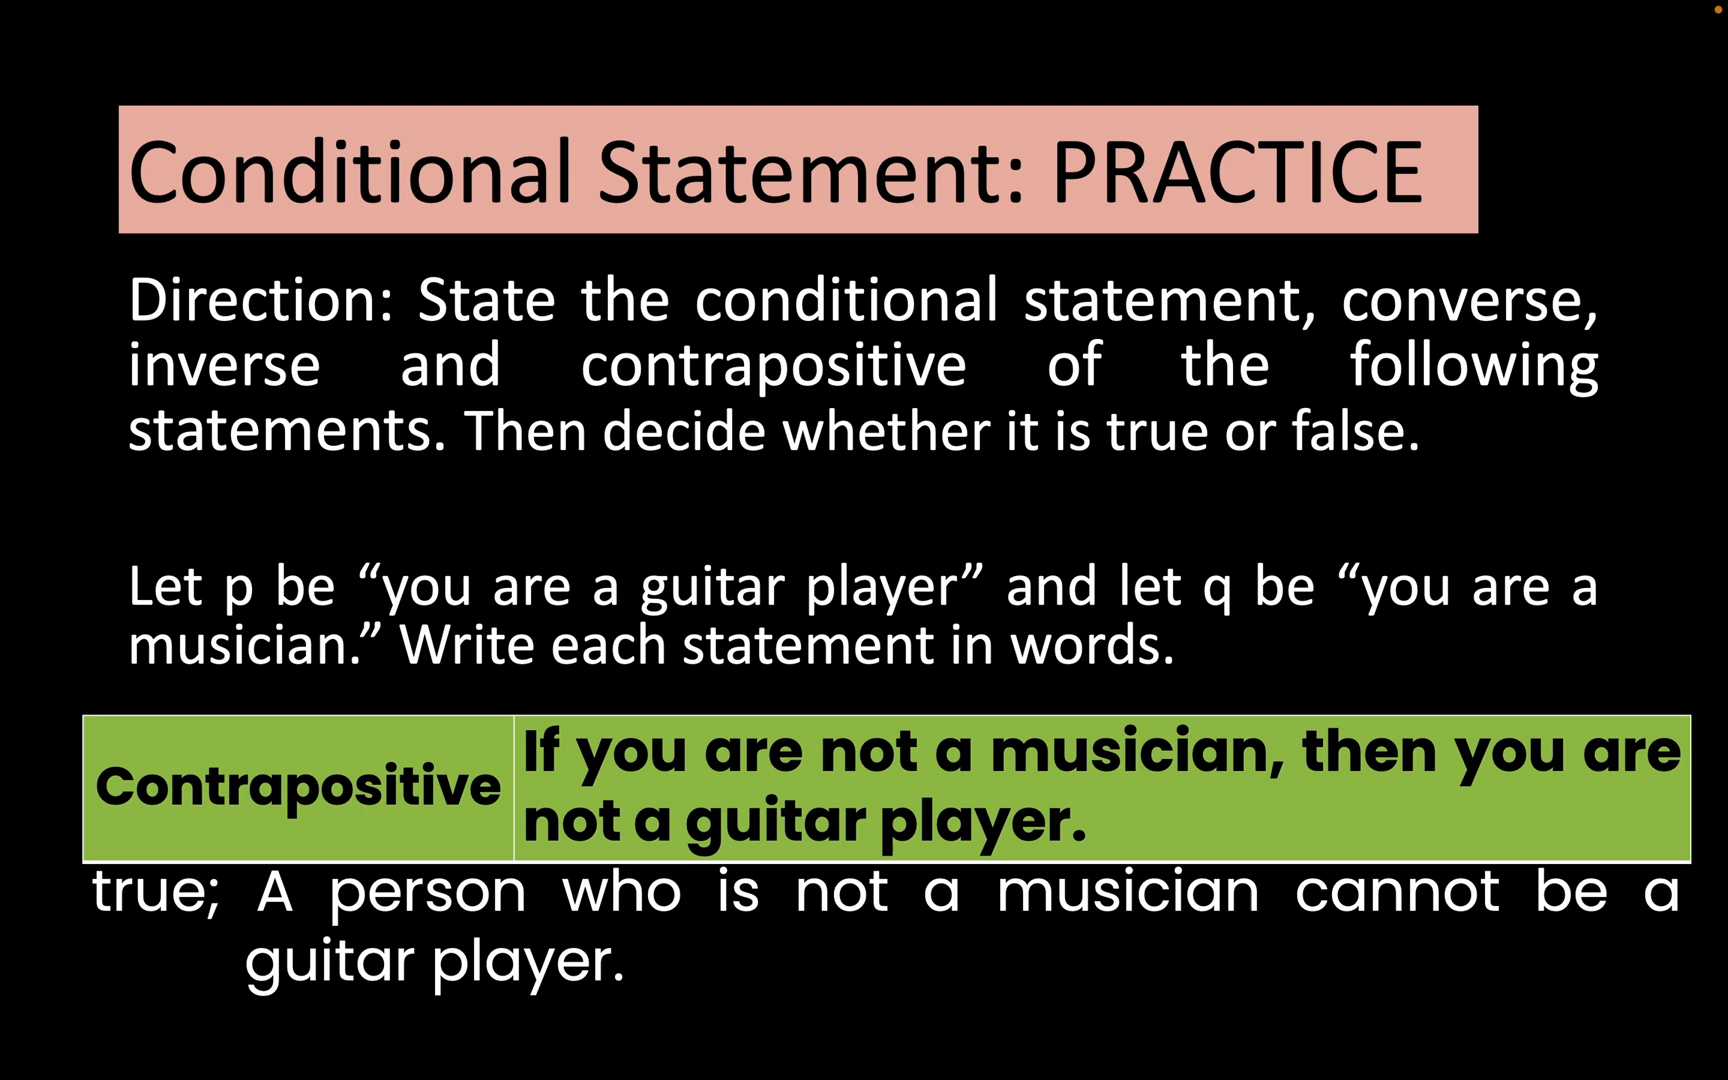 Conditional Statement: PRACTICE
Direction: State the conditional statement, converse,
inverse and contrapositive of the following
statements. Then decide whether it is true or false.
Let p be “you are a guitar player” and let q be “you are a
musician.” Write each statement in words.
Contrapositive
If you are not a musician, then you are
not a guitar player.
true; A person who is not a musician cannot be a
guitar player.